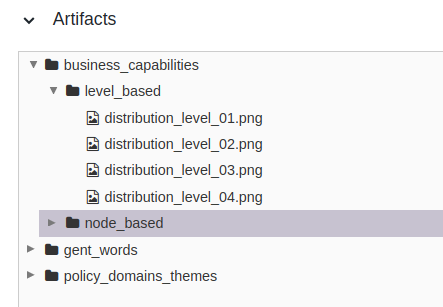 Artifacts
business_capabilities
level_based
distribution_level_01.png
distribution_level_02.png
distribution_level_03.png
distribution_level_04.png
node_based
gent_words
policy_domains_themes